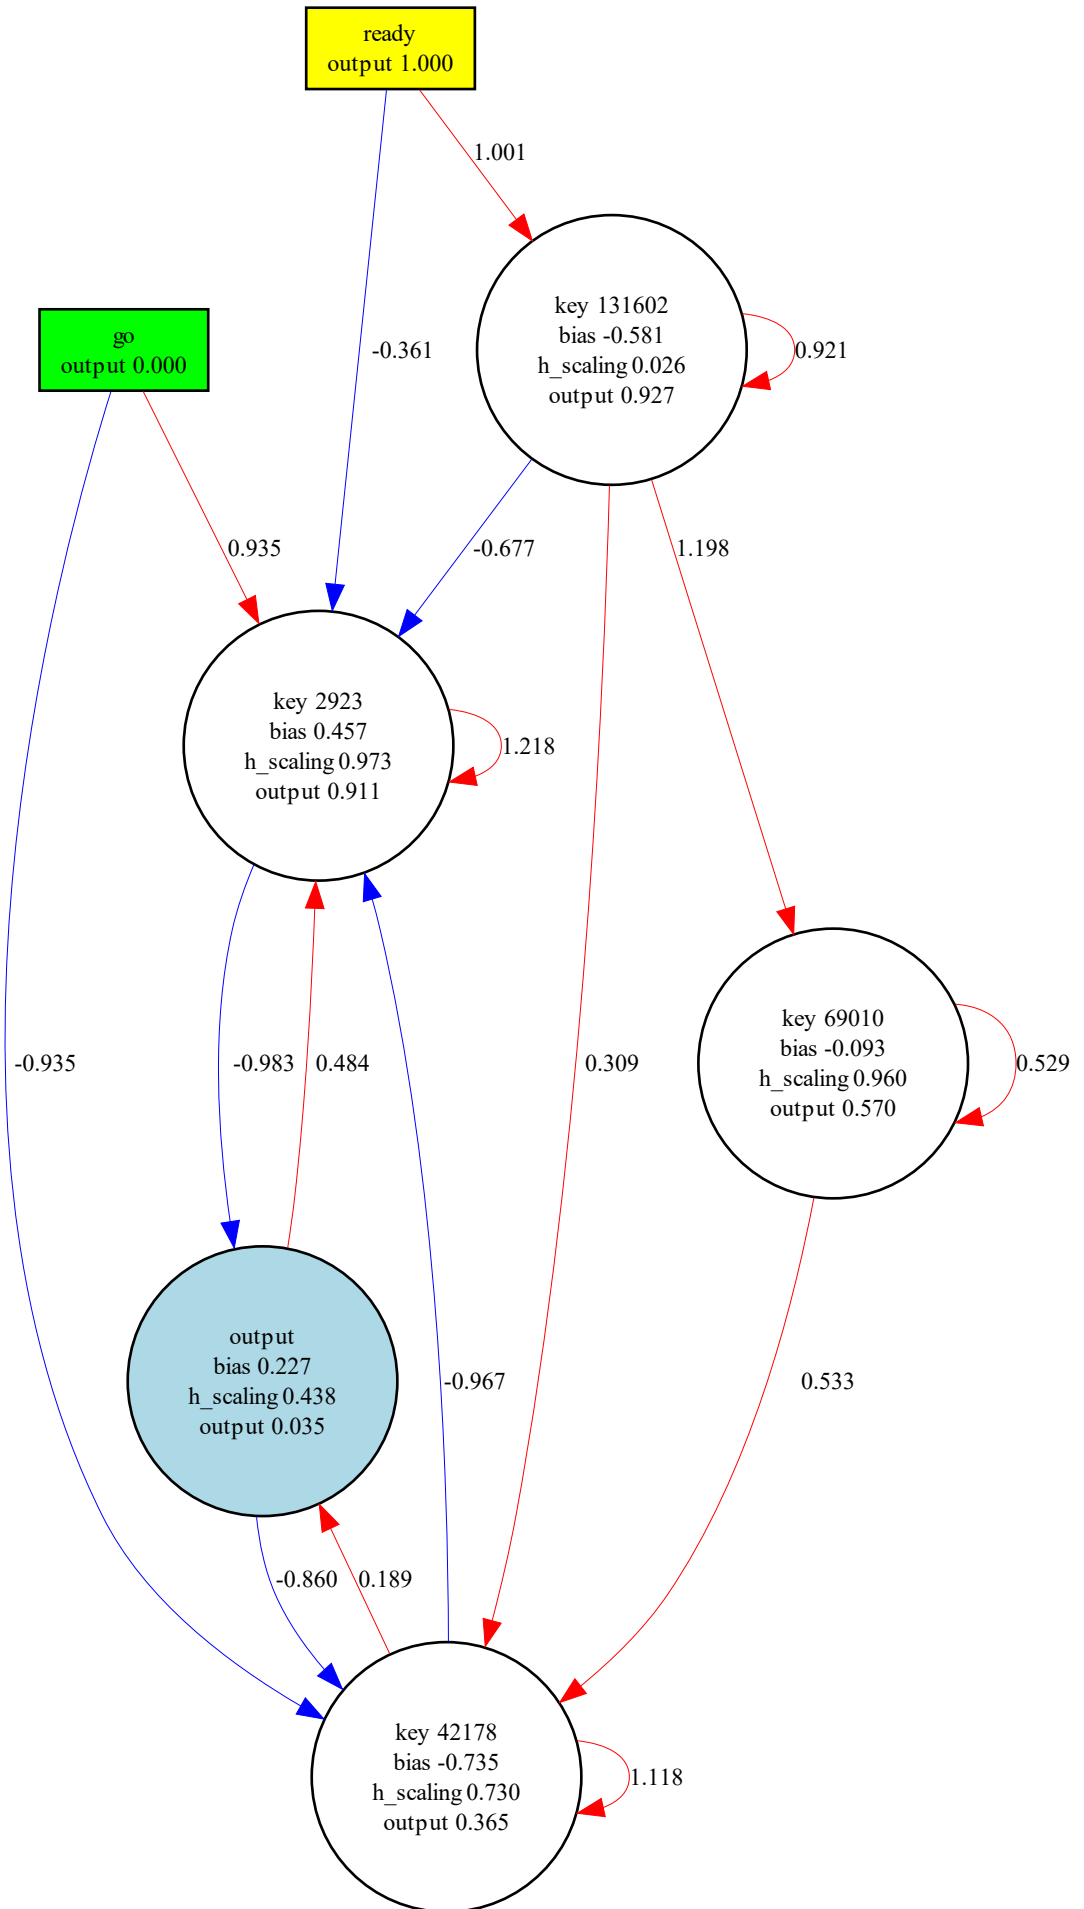 ready
output 1.000
1.001
go
output 0.000
-0.361
key 131602
bias -0.581
h_scaling 0.026
output 0.927
0.921
0.935
-0.677
1.198
key 2923
bias 0.457
h_scaling 0.973
output 0.911
1.218
-0.935
-0.983
0.484
0.309
key 69010
bias -0.093
h_scaling 0.960
output 0.570
0.529
output
bias 0.227
h_scaling 0.438
output 0.035
-0.967
0.533
-0.860
0.189
key 42178
bias -0.735
h_scaling 0.730
output 0.365
1.118